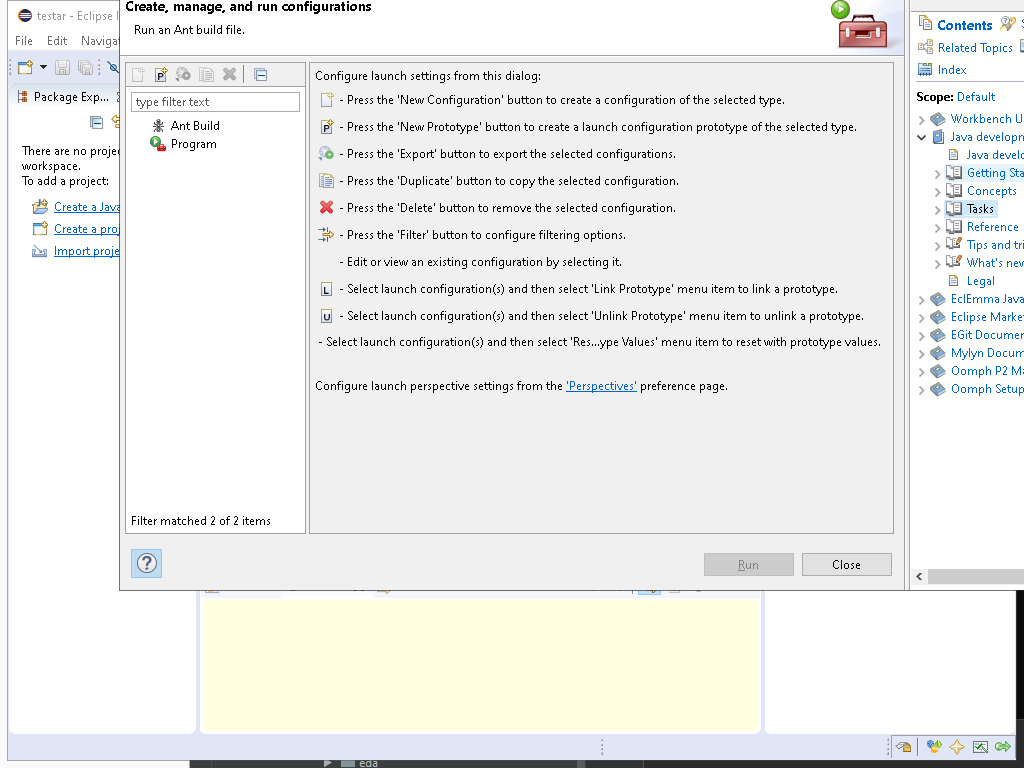 testar - Eclipse I
File Edit Navigat
Package Exp...
There are no projec
workspace.
To add a project:
Create a Java
Create a proj
Import proje
Create, manage, and run configurations
Run an Ant build file.
type filter text
Ant Build
Program
Filter matched 2 of 2 items
Configure launch settings from this dialog:
- Press the 'New Configuration' button to create a configuration of the selected type.
- Press the 'New Prototype' button to create a launch configuration prototype of the selected type.
- Press the 'Export' button to export the selected configurations.
- Press the 'Duplicate' button to copy the selected configuration.
- Press the 'Delete' button to remove the selected configuration.
- Press the 'Filter' button to configure filtering options.
- Edit or view an existing configuration by selecting it.
L - Select launch configuration(s) and then select 'Link Prototype' menu item to link a prototype.
U - Select launch configuration(s) and then select 'Unlink Prototype' menu item to unlink a prototype.
- Select launch configuration(s) and then select 'Res...ype Values' menu item to reset with prototype values.
Configure launch perspective settings from the 'Perspectives' preference page.
?
Run
Close
Contents
Related Topics
Index
Scope: Default
Workbench U
Java developm
Java develo
Getting Sta
Concepts
Tasks
Reference
Tips and tri
What's new
Legal
EclEmma Java
Eclipse Marke
EGit Documen
Mylyn Docum
Oomph P2 Ma
Oomph Setup
eda